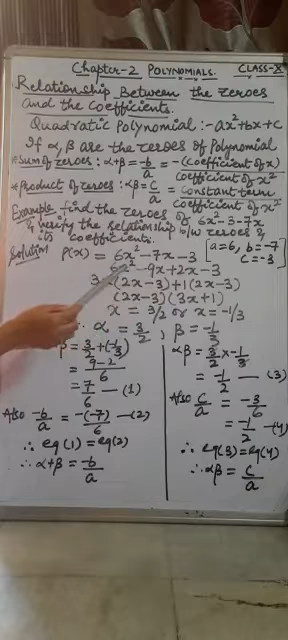 Chapter-2 POLYNOMIALS. CLASS-X
Relationship Between the zeroes
and the coefficients.
Quadratic Polynomial :- ax²+bx+c
If α, β are the zeroes of Polynomial
*Sum of zeroes : α+β = -b/a = -(coefficient of x)/coefficient of x²
*Product of zeroes : αβ = c/a = constant term/coefficient of x²
Example find the zeroes of 6x²-3-7x
& verify the relationship b/w zeroes &
its coefficients.
Solution P(x) = 6x²-7x-3 [a=6, b=-7 c=-3]
6x²-9x+2x-3
3x(2x-3)+1(2x-3)
(2x-3)(3x+1)
x = 3/2 or x = -1/3
∴ α = 3/2, β = -1/3
β = 3/2+(-1/3)
= 9-2/6
= 7/6 — (1)
Also -b/a = -(-7)/6 — (2)
∴ eq(1) = eq(2)
∴ α+β = -b/a
αβ = 3/2 x -1/3
= -1/2 — (3)
Also c/a = -3/6
= -1/2 — (4)
∴ eq(3) = eq(4)
∴ αβ = c/a